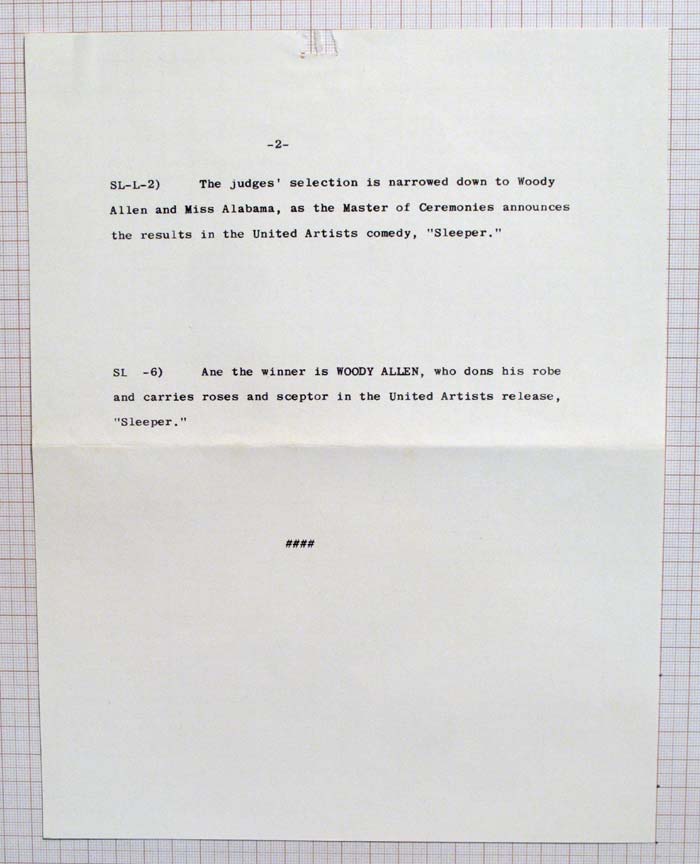 -2-
SL-L-2) The judges' selection is narrowed down to Woody
Allen and Miss Alabama, as the Master of Ceremonies announces
the results in the United Artists comedy, "Sleeper."
SL -6) Ane the winner is WOODY ALLEN, who dons his robe
and carries roses and sceptor in the United Artists release,
"Sleeper."
####